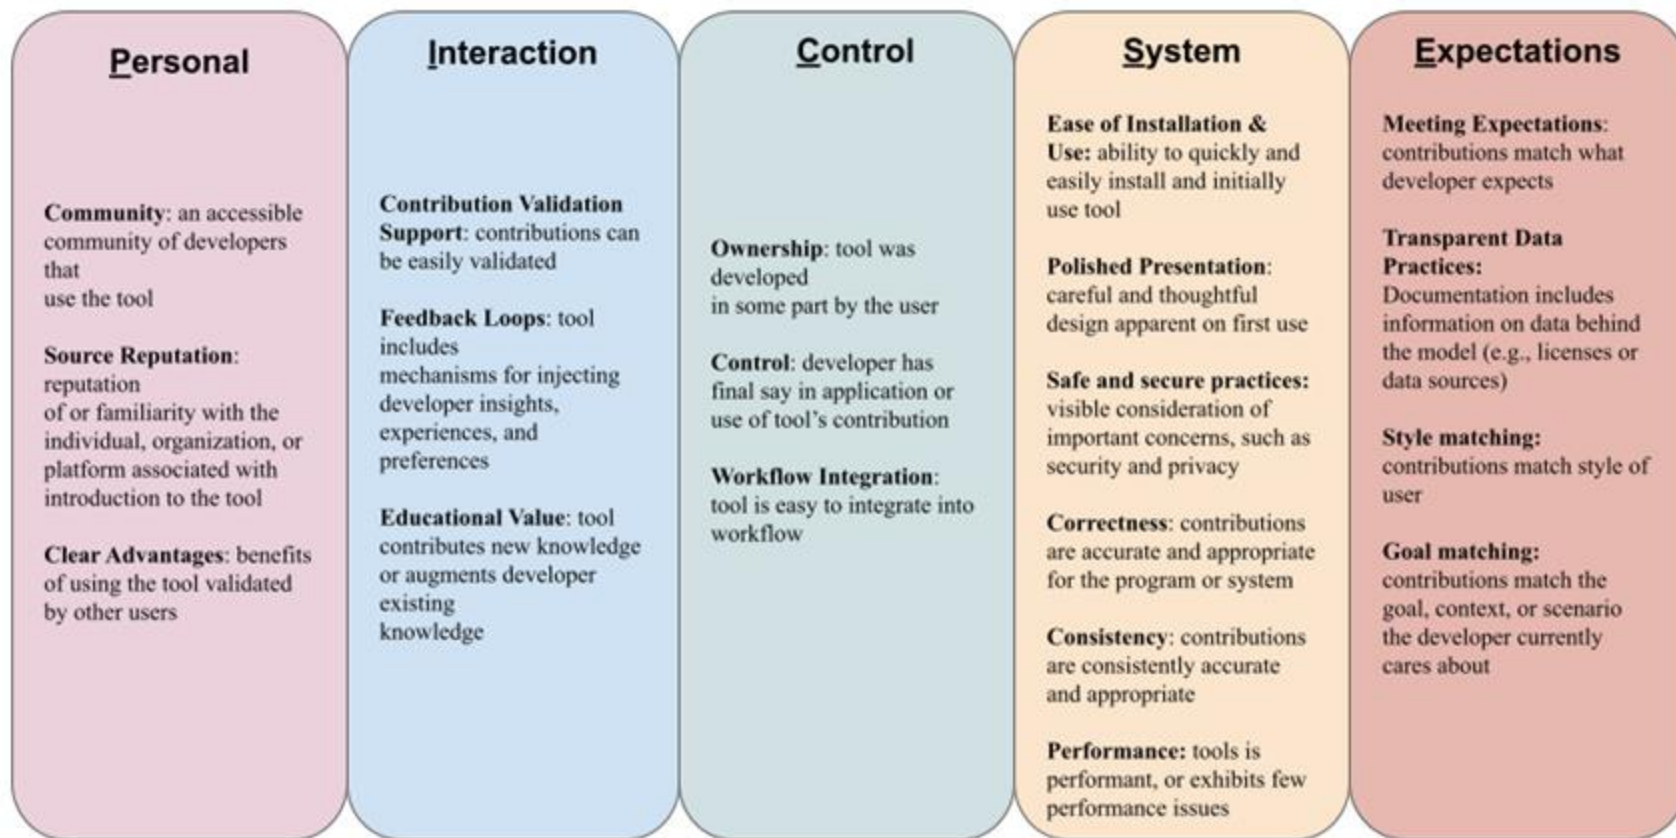 Personal
Community: an accessible
community of developers
that
use the tool
Source Reputation:
reputation
of or familiarity with the
individual, organization, or
platform associated with
introduction to the tool
Clear Advantages: benefits
of using the tool validated
by other users
Interaction
Contribution Validation
Support: contributions can
be easily validated
Feedback Loops: tool
includes
mechanisms for injecting
developer insights,
experiences, and
preferences
Educational Value: tool
contributes new knowledge
or augments developer
existing
knowledge
Control
Ownership: tool was
developed
in some part by the user
Control: developer has
final say in application or
use of tool's contribution
Workflow Integration:
tool is easy to integrate into
workflow
System
Ease of Installation &
Use: ability to quickly and
easily install and initially
use tool
Polished Presentation:
careful and thoughtful
design apparent on first use
Safe and secure practices:
visible consideration of
important concerns, such as
security and privacy
Correctness: contributions
are accurate and appropriate
for the program or system
Consistency: contributions
are consistently accurate
and appropriate
Performance: tools is
performant, or exhibits few
performance issues
Expectations
Meeting Expectations:
contributions match what
developer expects
Transparent Data
Practices:
Documentation includes
information on data behind
the model (e.g., licenses or
data sources)
Style matching:
contributions match style of
user
Goal matching:
contributions match the
goal, context, or scenario
the developer currently
cares about